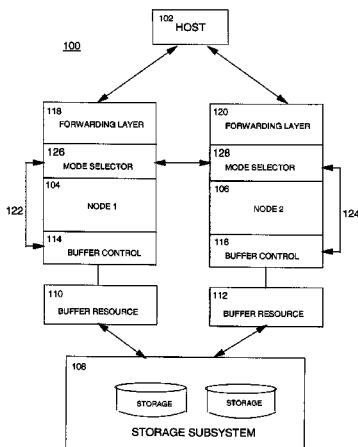 102
HOST
100
118
FORWARDING LAYER
126
MODE SELECTOR
104
NODE 1
122
114
BUFFER CONTROL
110
BUFFER RESOURCE
120
FORWARDING LAYER
128
MODE SELECTOR
106
NODE 2
124
116
BUFFER CONTROL
112
BUFFER RESOURCE
108
STORAGE
STORAGE
STORAGE SUBSYSTEM